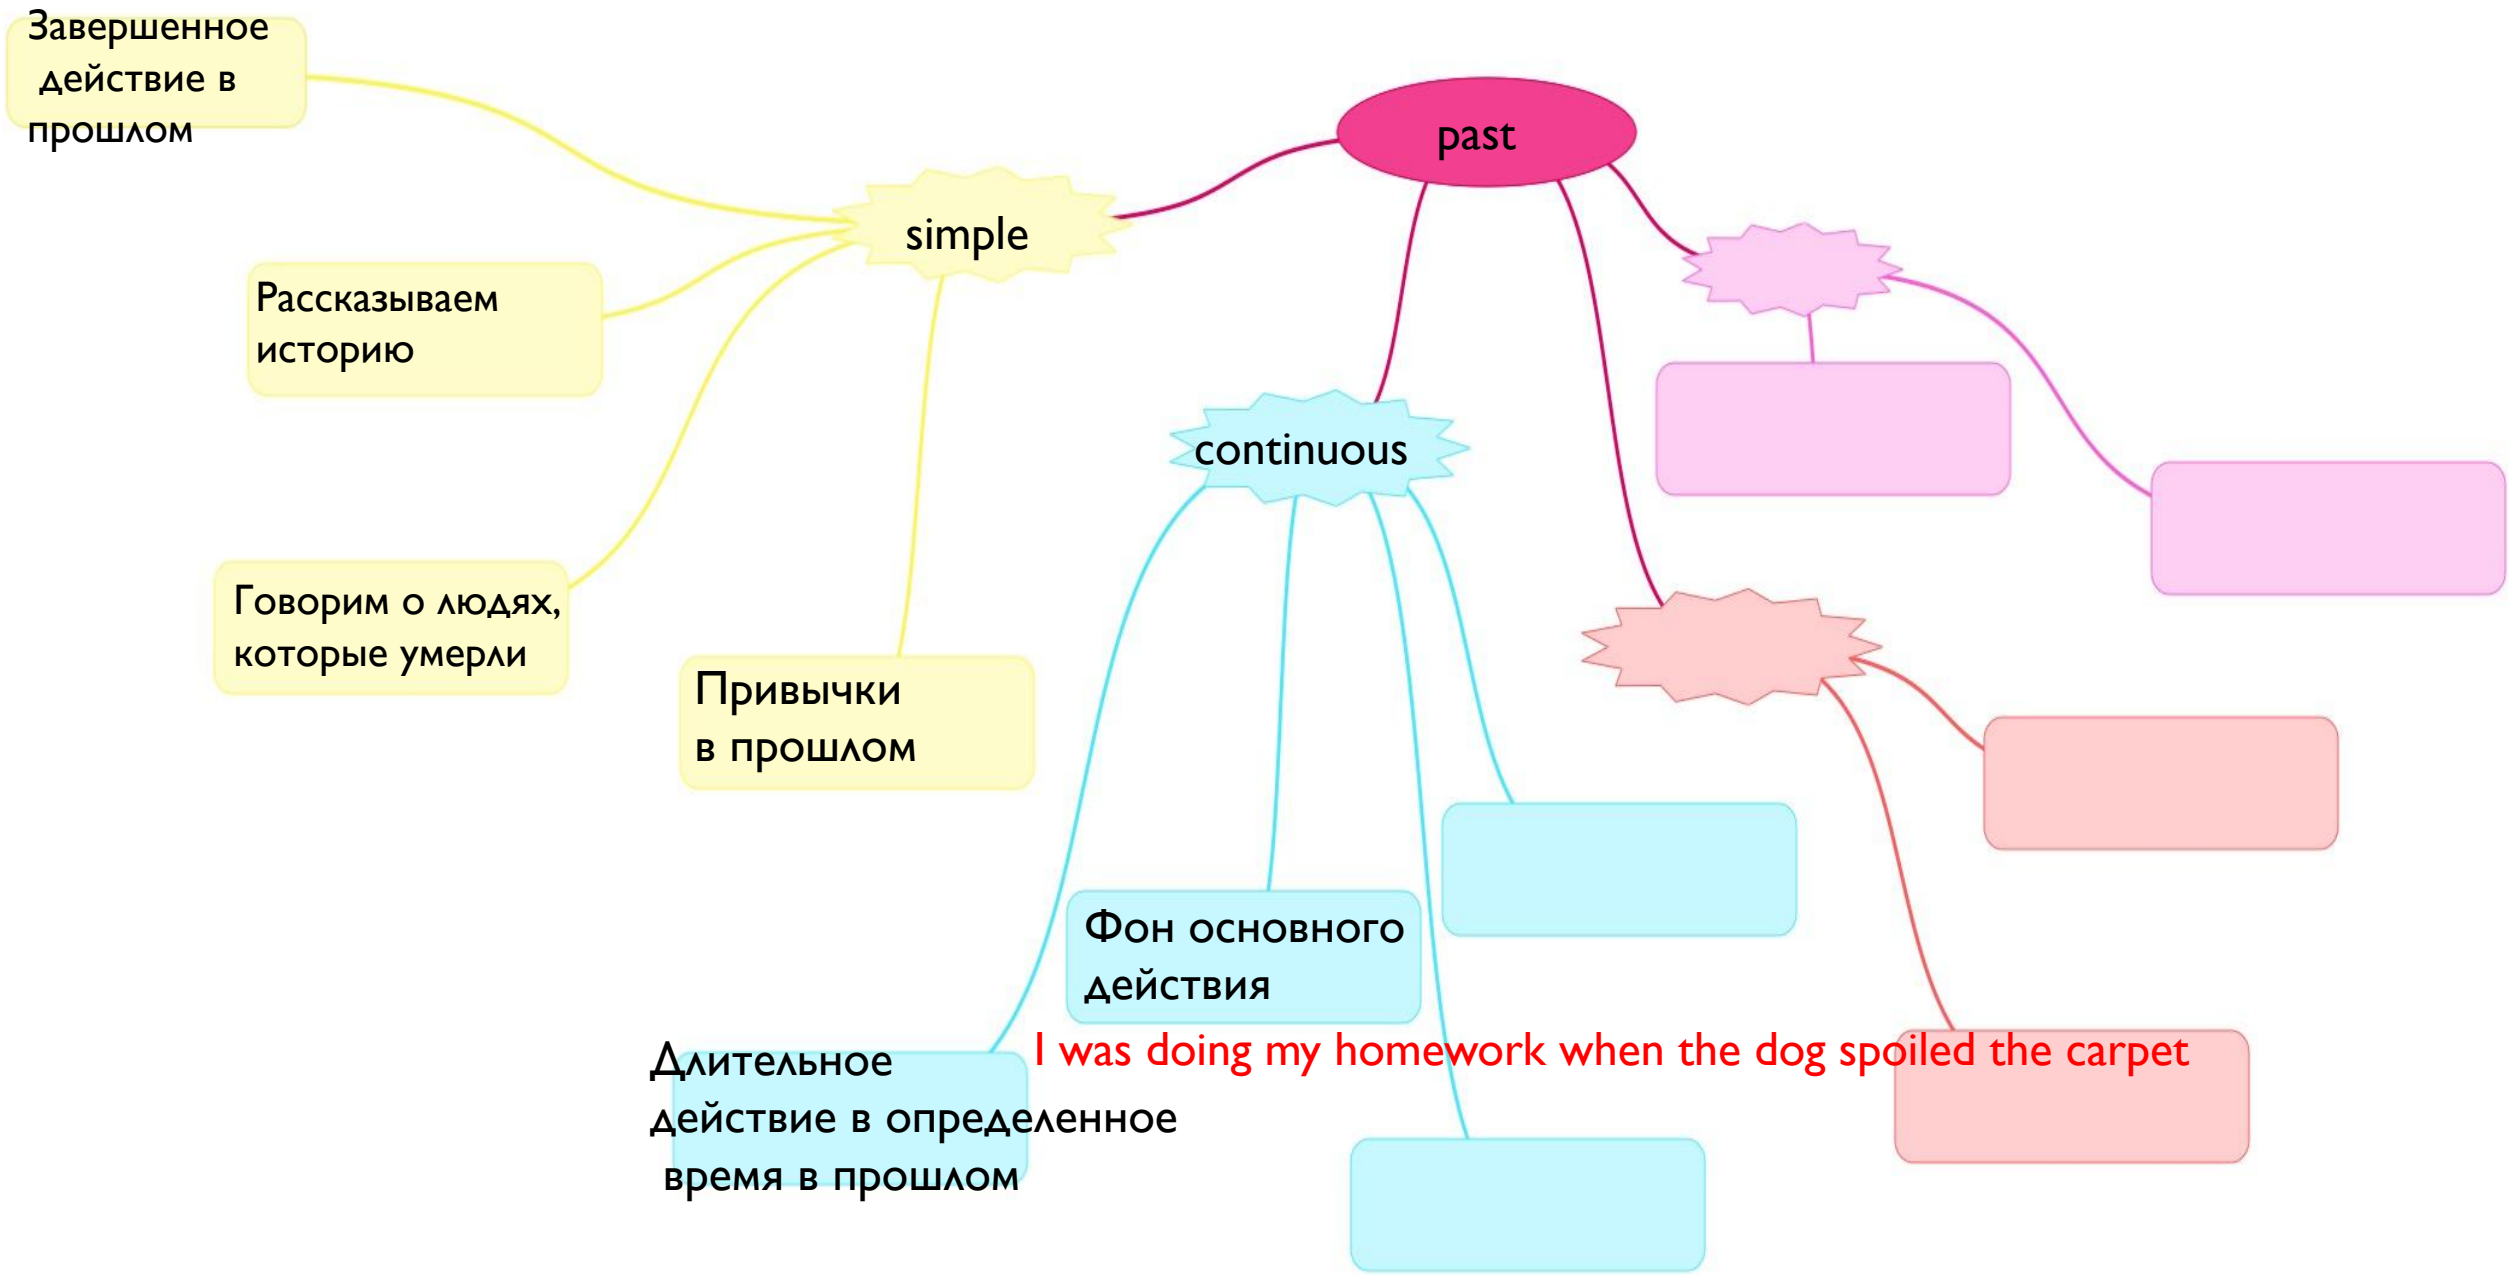 past
simple
Завершенное
действие в
прошлом
Рассказываем
историю
Говорим о людях,
которые умерли
Привычки
в прошлом
continuous
Длительное
действие в определенное
время в прошлом
Фон основного
действия
I was doing my homework when the dog spoiled the carpet